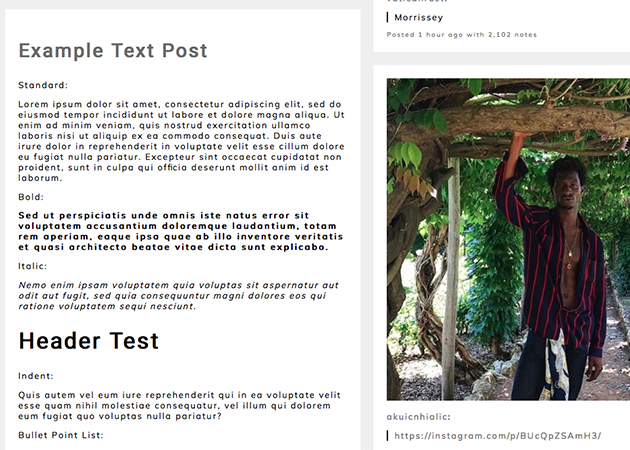 Example Text Post
Standard:
Lorem ipsum dolor sit amet, consectetur adipiscing elit, sed do
eiusmod tempor incididunt ut labore et dolore magna aliqua. Ut
enim ad minim veniam, quis nostrud exercitation ullamco
laboris nisi ut aliquip ex ea commodo consequat. Duis aute
irure dolor in reprehenderit in voluptate velit esse cillum dolore
eu fugiat nulla pariatur. Excepteur sint occaecat cupidatat non
proident, sunt in culpa qui officia deserunt mollit anim id est
laborum.
Bold:
Sed ut perspiciatis unde omnis iste natus error sit
voluptatem accusantium doloremque laudantium, totam
rem aperiam, eaque ipsa quae ab illo inventore veritatis
et quasi architecto beatae vitae dicta sunt explicabo.
Italic:
Nemo enim ipsam voluptatem quia voluptas sit aspernatur aut
odit aut fugit, sed quia consequuntur magni dolores eos qui
ratione voluptatem sequi nesciunt.
Header Test
Indent:
Quis autem vel eum iure reprehenderit qui in ea voluptate velit
esse quam nihil molestiae consequatur, vel illum qui dolorem
eum fugiat quo voluptas nulla pariatur?
Bullet Point List:
Morrissey
Posted 1 hour ago with 2,102 notes
akuicnhialic:
https://instagram.com/p/BUcQpZSAmH3/